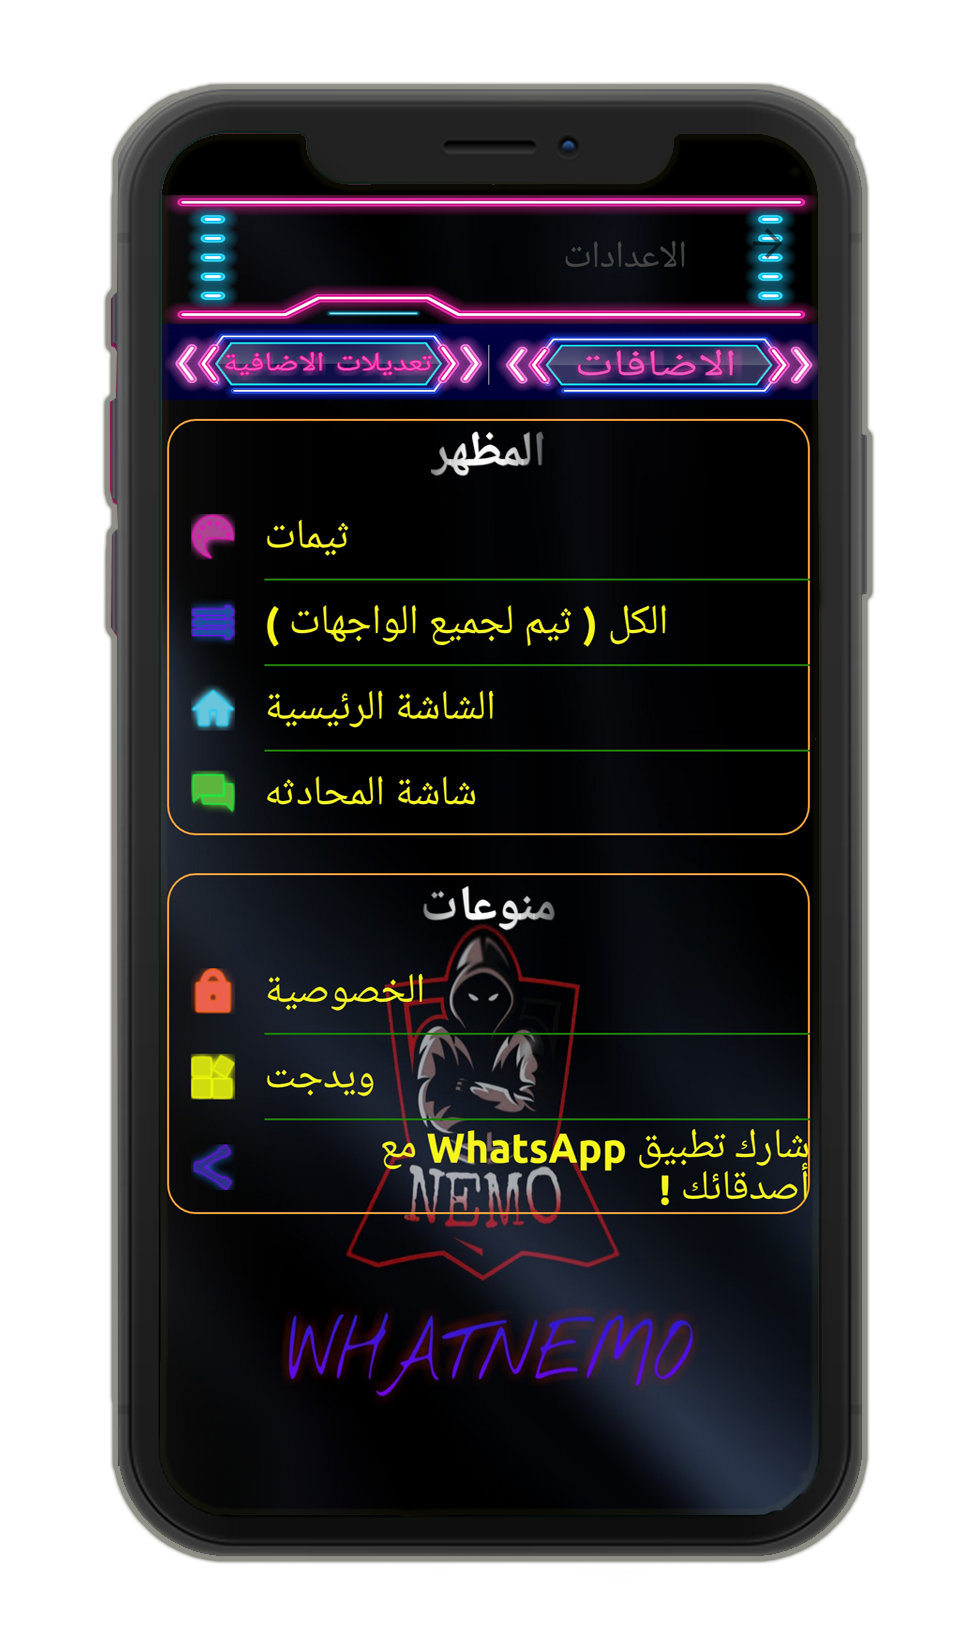 الاعدادات
الاضافات
تعديلات الاضافية
المظهر
ثيمات
الكل ( ثيم لجميع الواجهات )
الشاشة الرئيسية
شاشة المحادثه
منوعات
الخصوصية
ويدجت
شارك تطبيق WhatsApp مع
أصدقائك !
NEMO
WHATNEMO